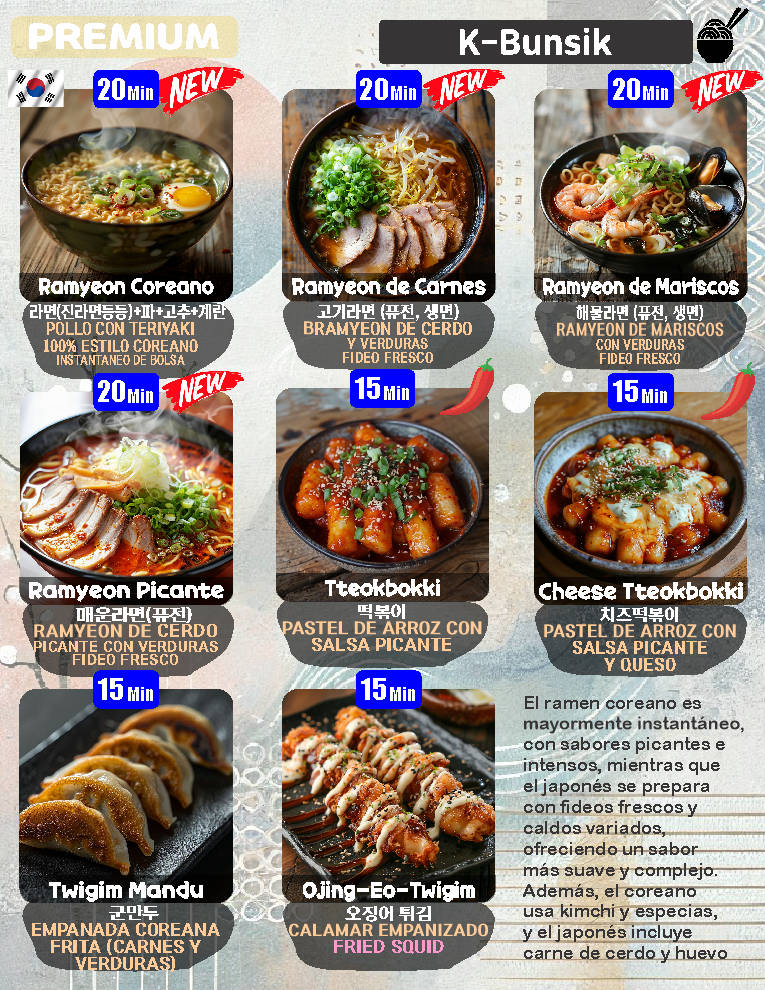 PREMIUM
K-Bunsik
20Min
NEW
20Min
NEW
20Min
NEW
Ramyeon Coreano
라면(진라면등등)+파+고추+계란
POLLO CON TERIYAKI
100% ESTILO COREANO
INSTANTANEO DE BOLSA
Ramyeon de Carnes
고기라면 (퓨전, 생면)
BRAMYEON DE CERDO
Y VERDURAS
FIDEO FRESCO
Ramyeon de Mariscos
해물라면 (퓨전, 생면)
RAMYEON DE MARISCOS
CON VERDURAS
FIDEO FRESCO
20Min
NEW
15Min
15Min
Ramyeon Picante
매운라면(퓨전)
RAMYEON DE CERDO
PICANTE CON VERDURAS
FIDEO FRESCO
Tteokbokki
떡볶이
PASTEL DE ARROZ CON
SALSA PICANTE
Cheese Tteokbokki
치즈떡볶이
PASTEL DE ARROZ CON
SALSA PICANTE
Y QUESO
15Min
15Min
Twigim Mandu
군만두
EMPANADA COREANA
FRITA (CARNES Y
VERDURAS)
Ojing-Eo-Twigim
오징어 튀김
CALAMAR EMPANIZADO
FRIED SQUID
El ramen coreano es
mayormente instantáneo,
con sabores picantes e
intensos, mientras que
el japonés se prepara
con fideos frescos y
caldos variados,
ofreciendo un sabor
más suave y complejo.
Además, el coreano
usa kimchi y especias,
y el japonés incluye
carne de cerdo y huevo